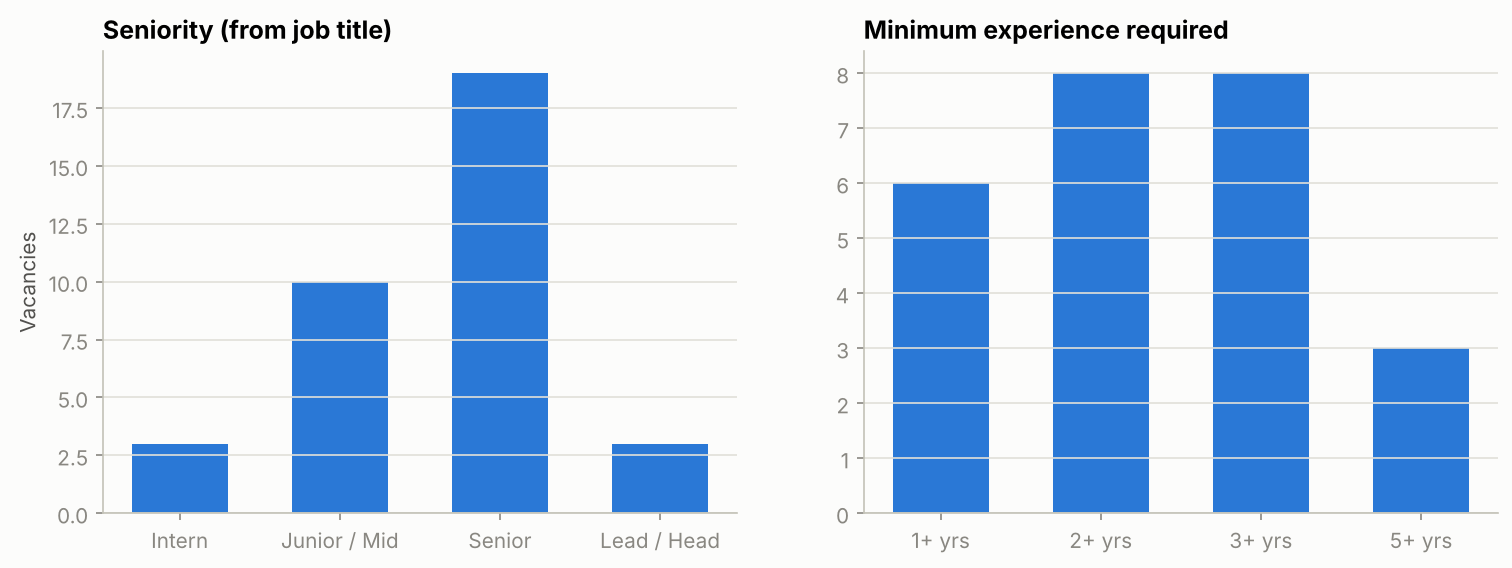 Seniority (from job title)
Vacancies
17.5
15.0
12.5
10.0
7.5
5.0
2.5
0.0
Intern
Junior / Mid
Senior
Lead / Head
Minimum experience required
8
7
6
5
4
3
2
1
0
1+ yrs
2+ yrs
3+ yrs
5+ yrs